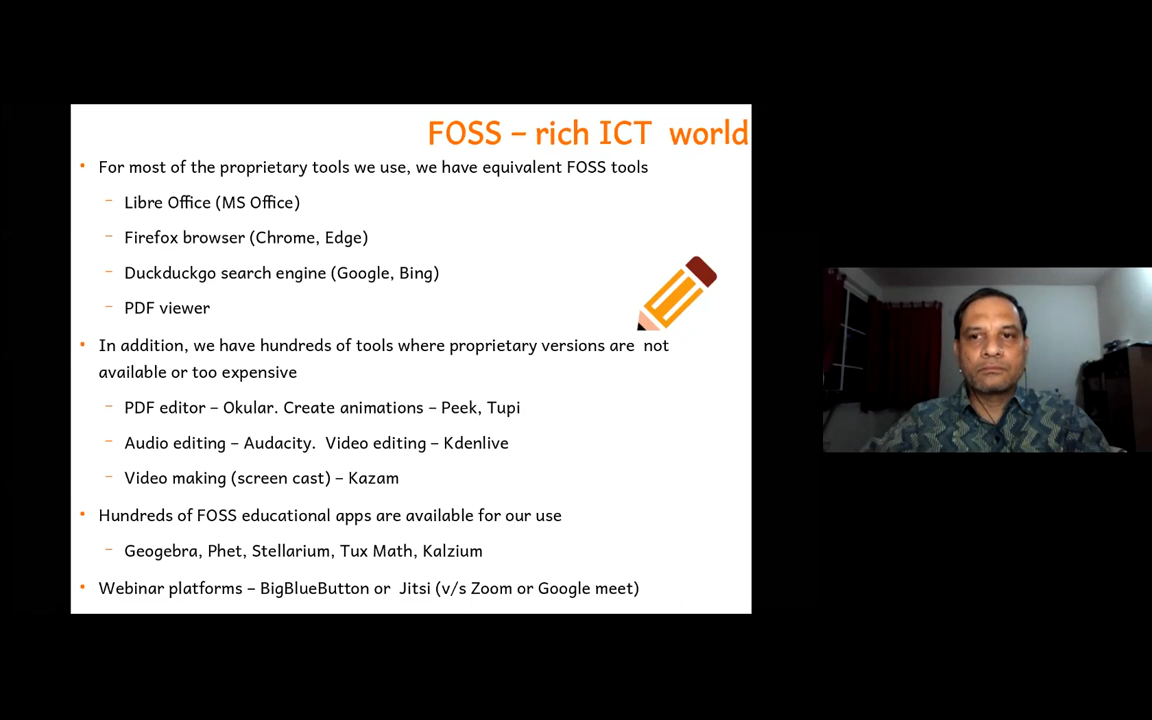 FOSS – rich ICT  world
• For most of the proprietary tools we use, we have equivalent FOSS tools
– Libre Office (MS Office)
– Firefox browser (Chrome, Edge)
– Duckduckgo search engine (Google, Bing)
– PDF viewer
• In addition, we have hundreds of tools where proprietary versions are  not
available or too expensive
– PDF editor – Okular. Create animations – Peek, Tupi
– Audio editing – Audacity.  Video editing – Kdenlive
– Video making (screen cast) – Kazam
• Hundreds of FOSS educational apps are available for our use
– Geogebra, Phet, Stellarium, Tux Math, Kalzium
• Webinar platforms – BigBlueButton or  Jitsi (v/s Zoom or Google meet)